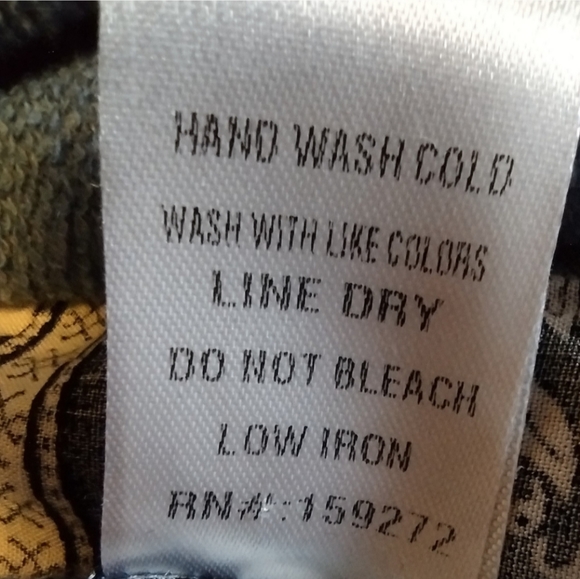 HAND WASH COLD
WASH WITH LIKE COLORS
LINE DRY
DO NOT BLEACH
LOW IRON
RN#:159272